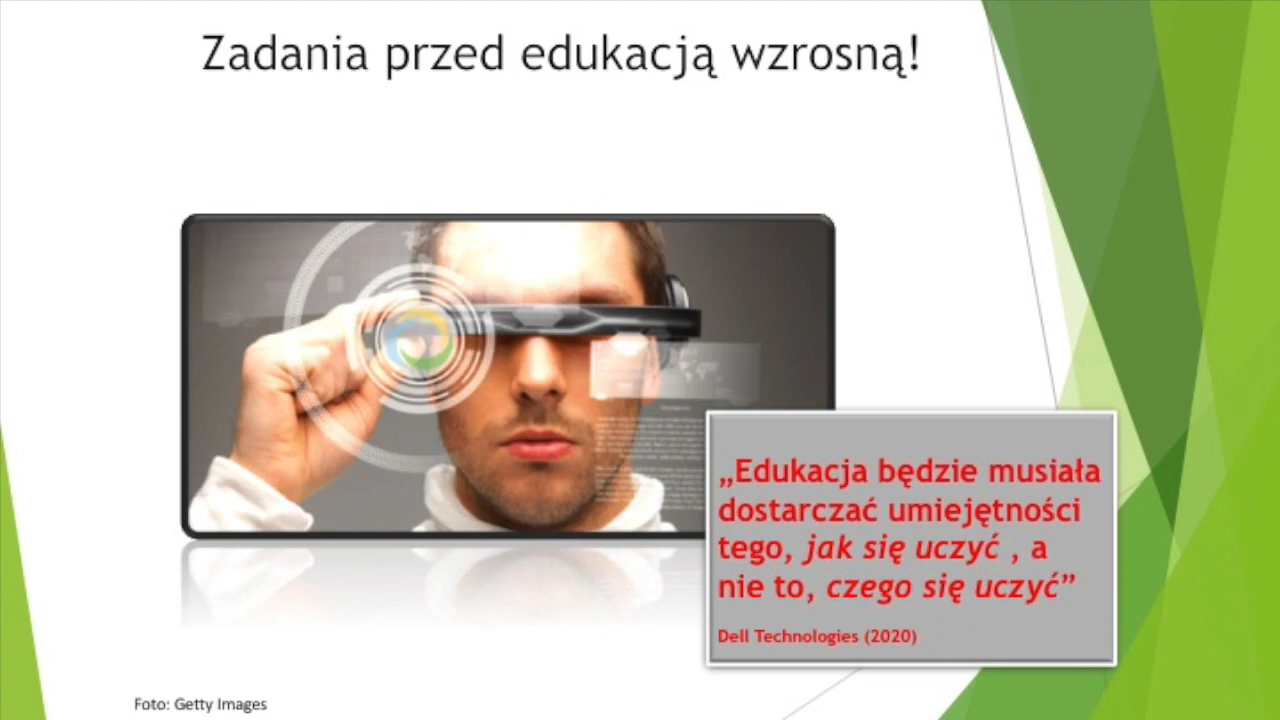 Zadania przed edukacją wzrosną!
„Edukacja będzie musiała
dostarczać umiejętności
tego, jak się uczyć , a
nie to, czego się uczyć”
Dell Technologies (2020)
Foto: Getty Images